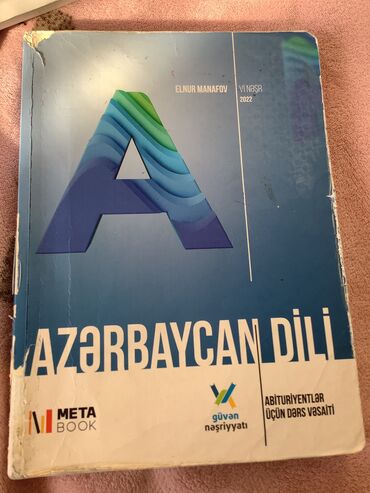 ELNUR MANAFOV
VI NƏŞR
2022
A
AZƏRBAYCAN DİLİ
META
BOOK
güvən
nəşriyyatı
ABİTURİYENTLƏR
ÜÇÜN DƏRS VƏSAİTİ